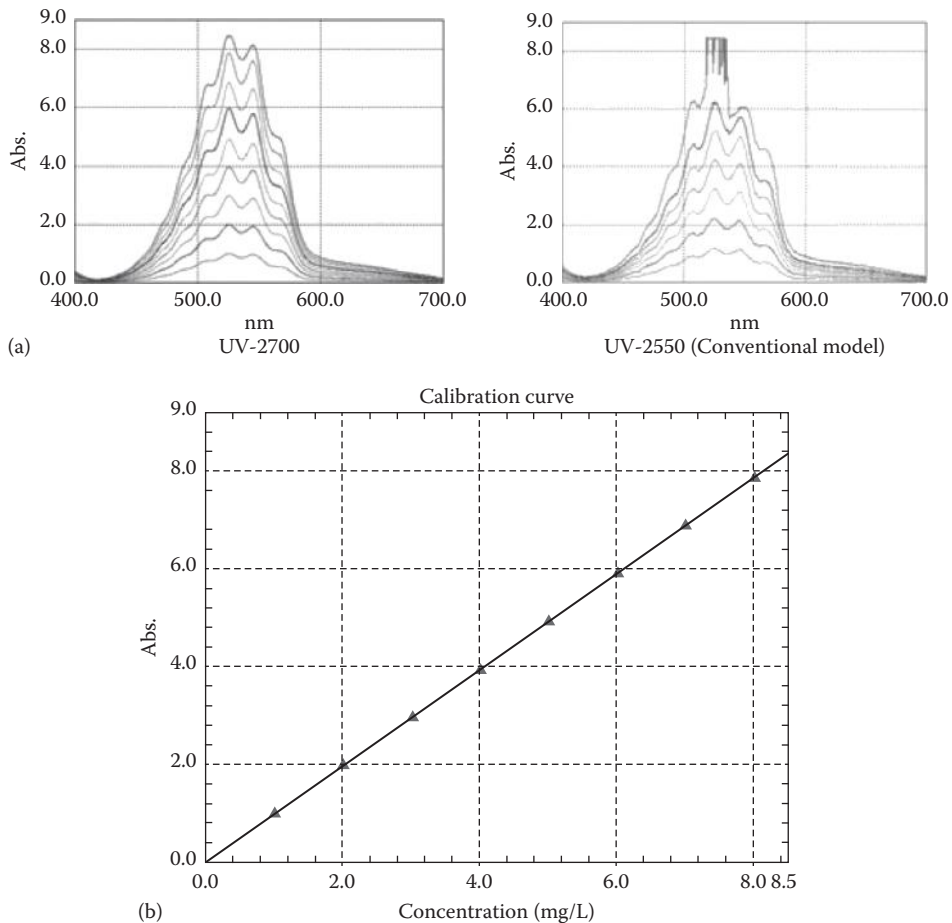 9.0
8.0
6.0
4.0
2.0
0.0
Abs.
400.0 500.0 600.0 700.0
nm
(a) UV-2700
9.0
8.0
6.0
4.0
2.0
0.0
Abs.
400.0 500.0 600.0 700.0
nm
UV-2550 (Conventional model)
Calibration curve
9.0
8.0
6.0
4.0
2.0
0.0
Abs.
0.0 2.0 4.0 6.0 8.0 8.5
(b) Concentration (mg/L)